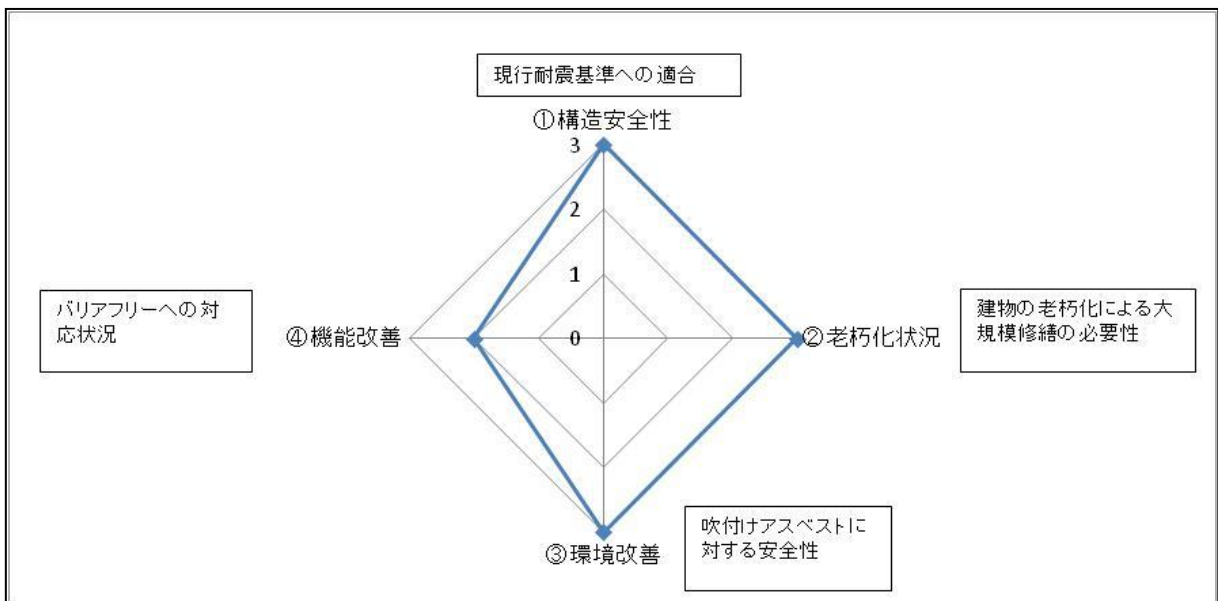 現行耐震基準への適合
①構造安全性
3
2
1
0
バリアフリーへの対
応状況
④機能改善
②老朽化状況
建物の老朽化による大
規模修繕の必要性
③環境改善
吹付けアスベストに
対する安全性